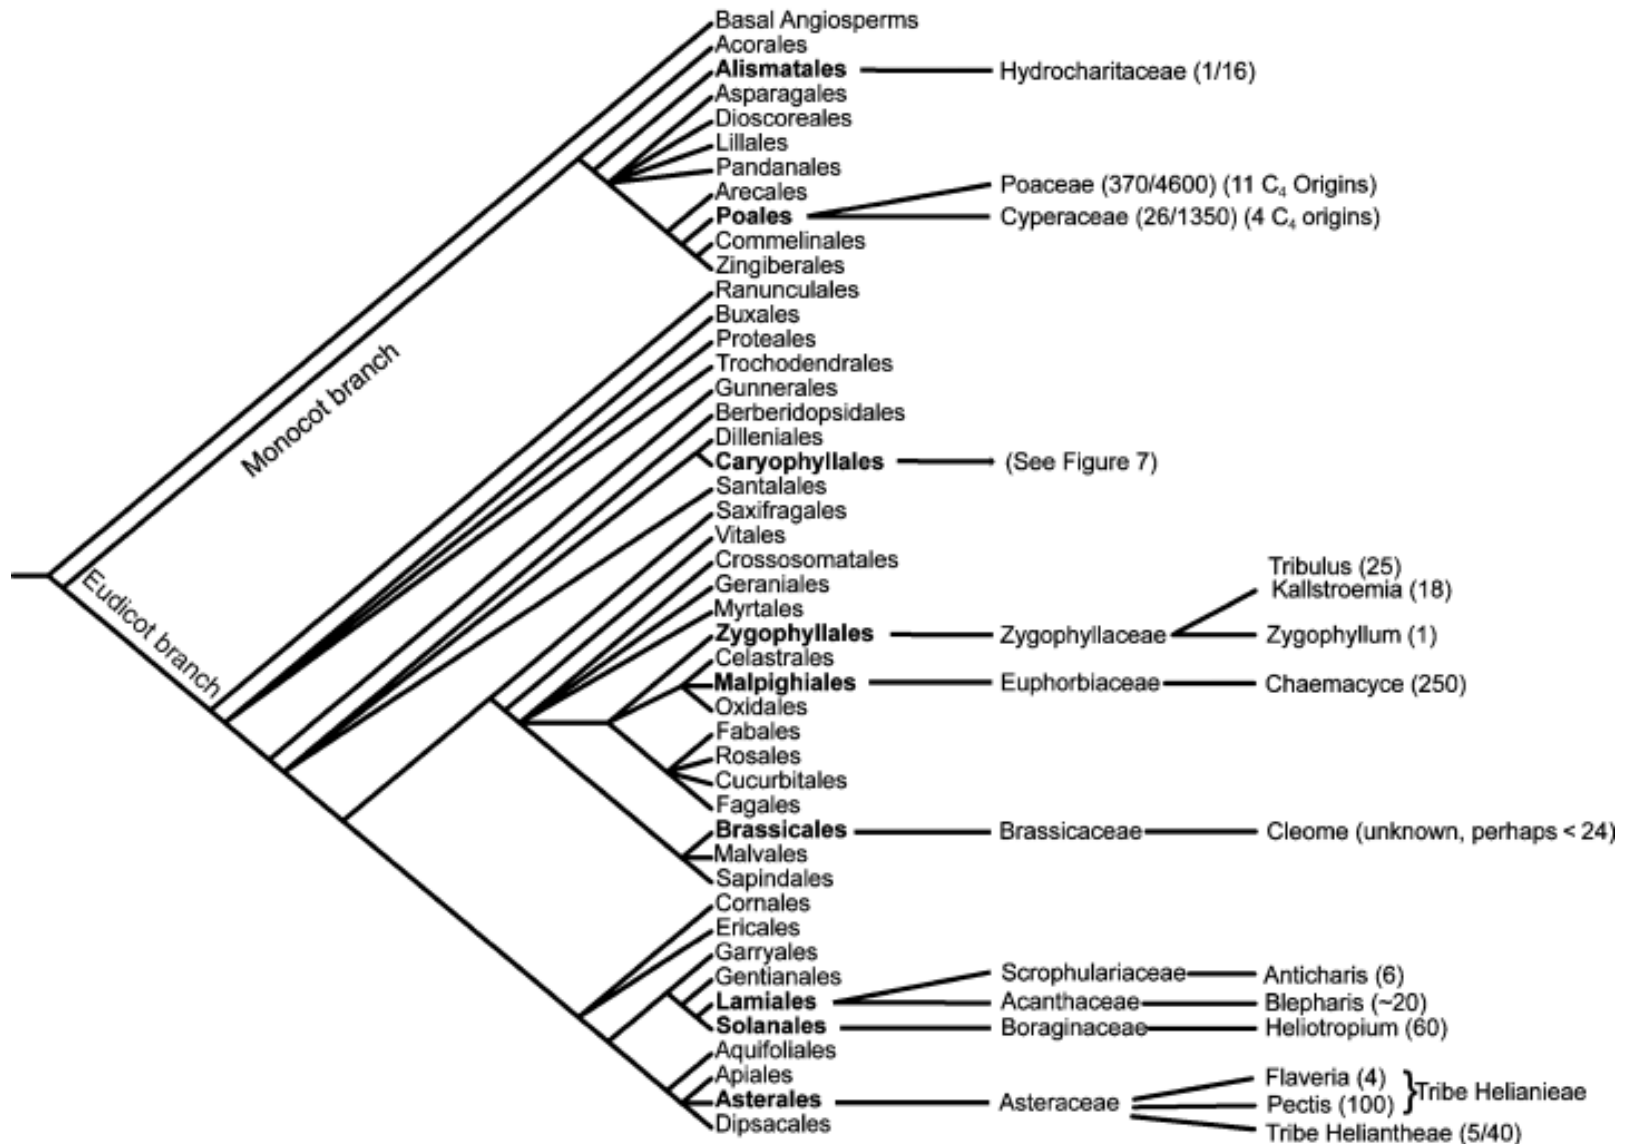 Basal Angiosperms
Acorales
Alismatales Hydrocharitaceae (1/16)
Asparagales
Dioscoreales
Lillales
Pandanales
Arecales Poaceae (370/4600) (11 C₄ Origins)
Poales Cyperaceae (26/1350) (4 C₄ origins)
Commelinales
Zingiberales
Ranunculales
Buxales
Proteales
Monocot branch
Trochodendrales
Gunnerales
Berberidopsidales
Dilleniales
Caryophyllales (See Figure 7)
Santalales
Saxifragales
Vitales
Crossosomatales
Tribulus (25)
Eudicot branch
Geraniales Kallstroemia (18)
Myrtales
Zygophyllales Zygophyllaceae Zygophyllum (1)
Celastrales
Malpighiales Euphorbiaceae Chaemacyce (250)
Oxidales
Fabales
Rosales
Cucurbitales
Fagales
Brassicales Brassicaceae Cleome (unknown, perhaps < 24)
Malvales
Sapindales
Cornales
Ericales
Garryales
Gentianales Scrophulariaceae Anticharis (6)
Lamiales Acanthaceae Blepharis (~20)
Solanales Boraginaceae Heliotropium (60)
Aquifoliales
Apiales Flaveria (4)
Tribe Helianieae
Asterales Asteraceae Pectis (100)
Dipsacales Tribe Heliantheae (5/40)